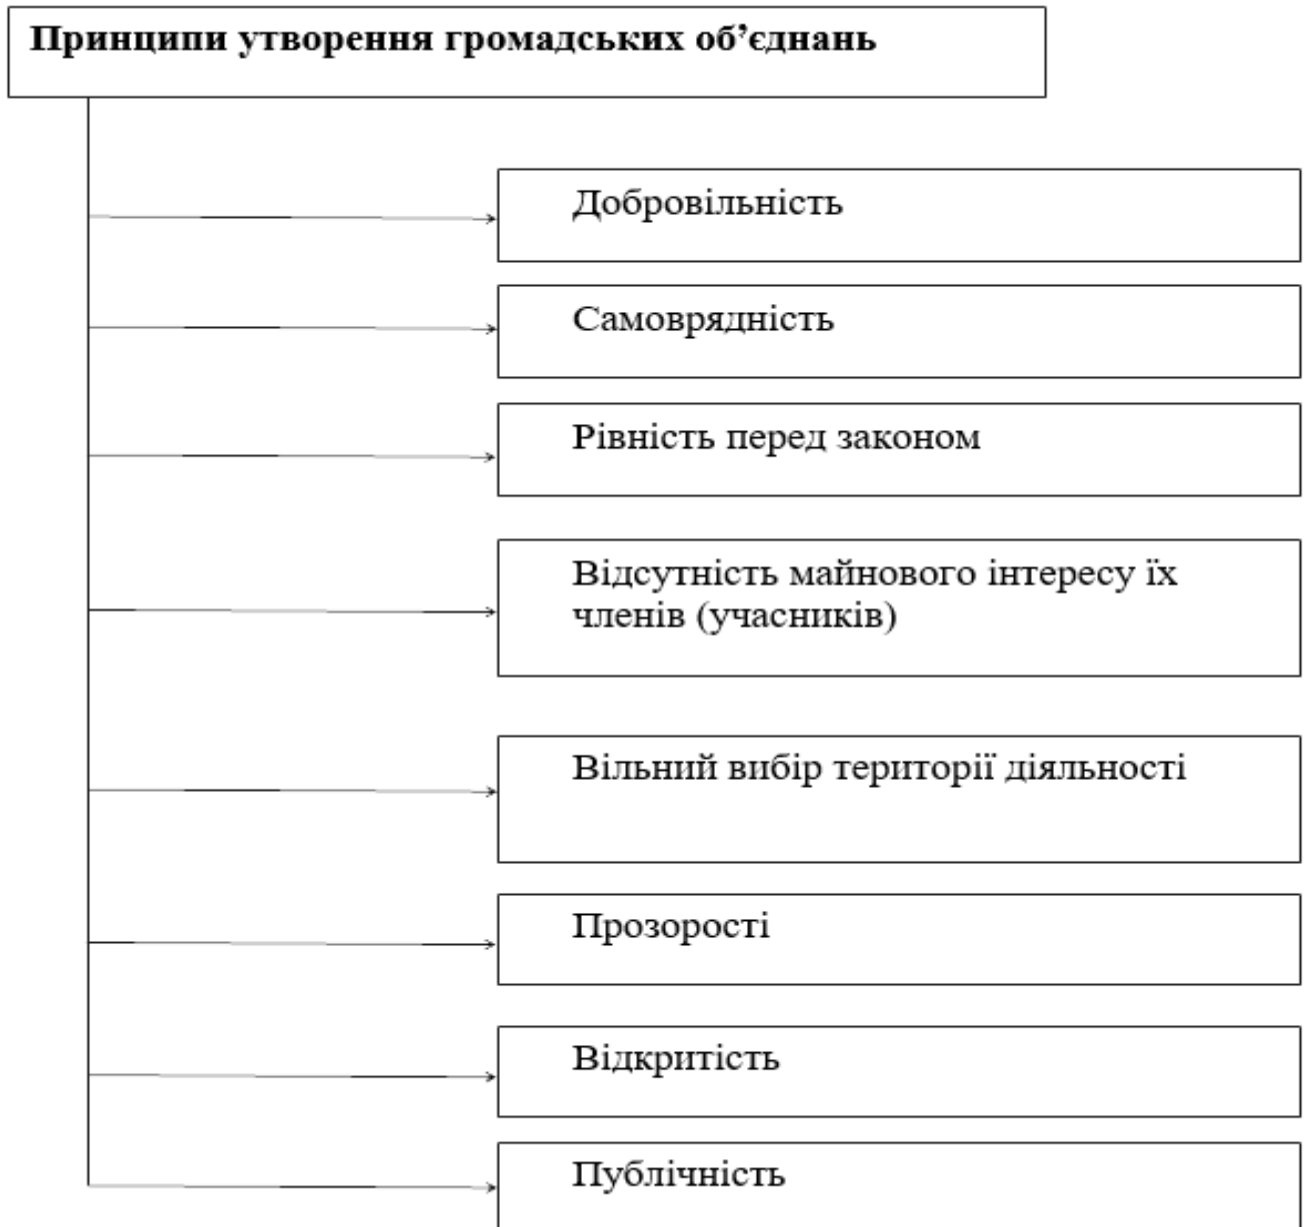 Принципи утворення громадських об’єднань
Добровільність
Самоврядність
Рівність перед законом
Відсутність майнового інтересу їх
членів (учасників)
Вільний вибір території діяльності
Прозорості
Відкритість
Публічність